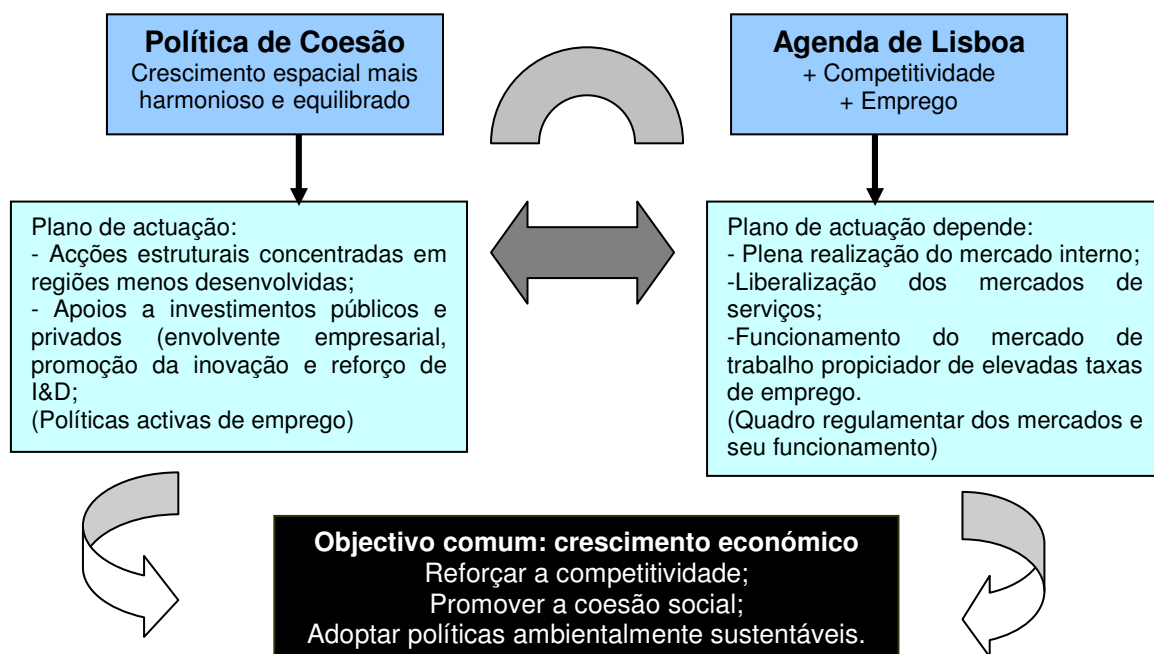 Política de Coesão
Crescimento espacial mais
harmonioso e equilibrado
Agenda de Lisboa
+ Competitividade
+ Emprego
Plano de actuação:
- Acções estruturais concentradas em
regiões menos desenvolvidas;
- Apoios a investimentos públicos e
privados (envolvente empresarial,
promoção da inovação e reforço de
I&D;
(Políticas activas de emprego)
Plano de actuação depende:
- Plena realização do mercado interno;
-Liberalização dos mercados de
serviços;
-Funcionamento do mercado de
trabalho propiciador de elevadas taxas
de emprego.
(Quadro regulamentar dos mercados e
seu funcionamento)
Objectivo comum: crescimento económico
Reforçar a competitividade;
Promover a coesão social;
Adoptar políticas ambientalmente sustentáveis.